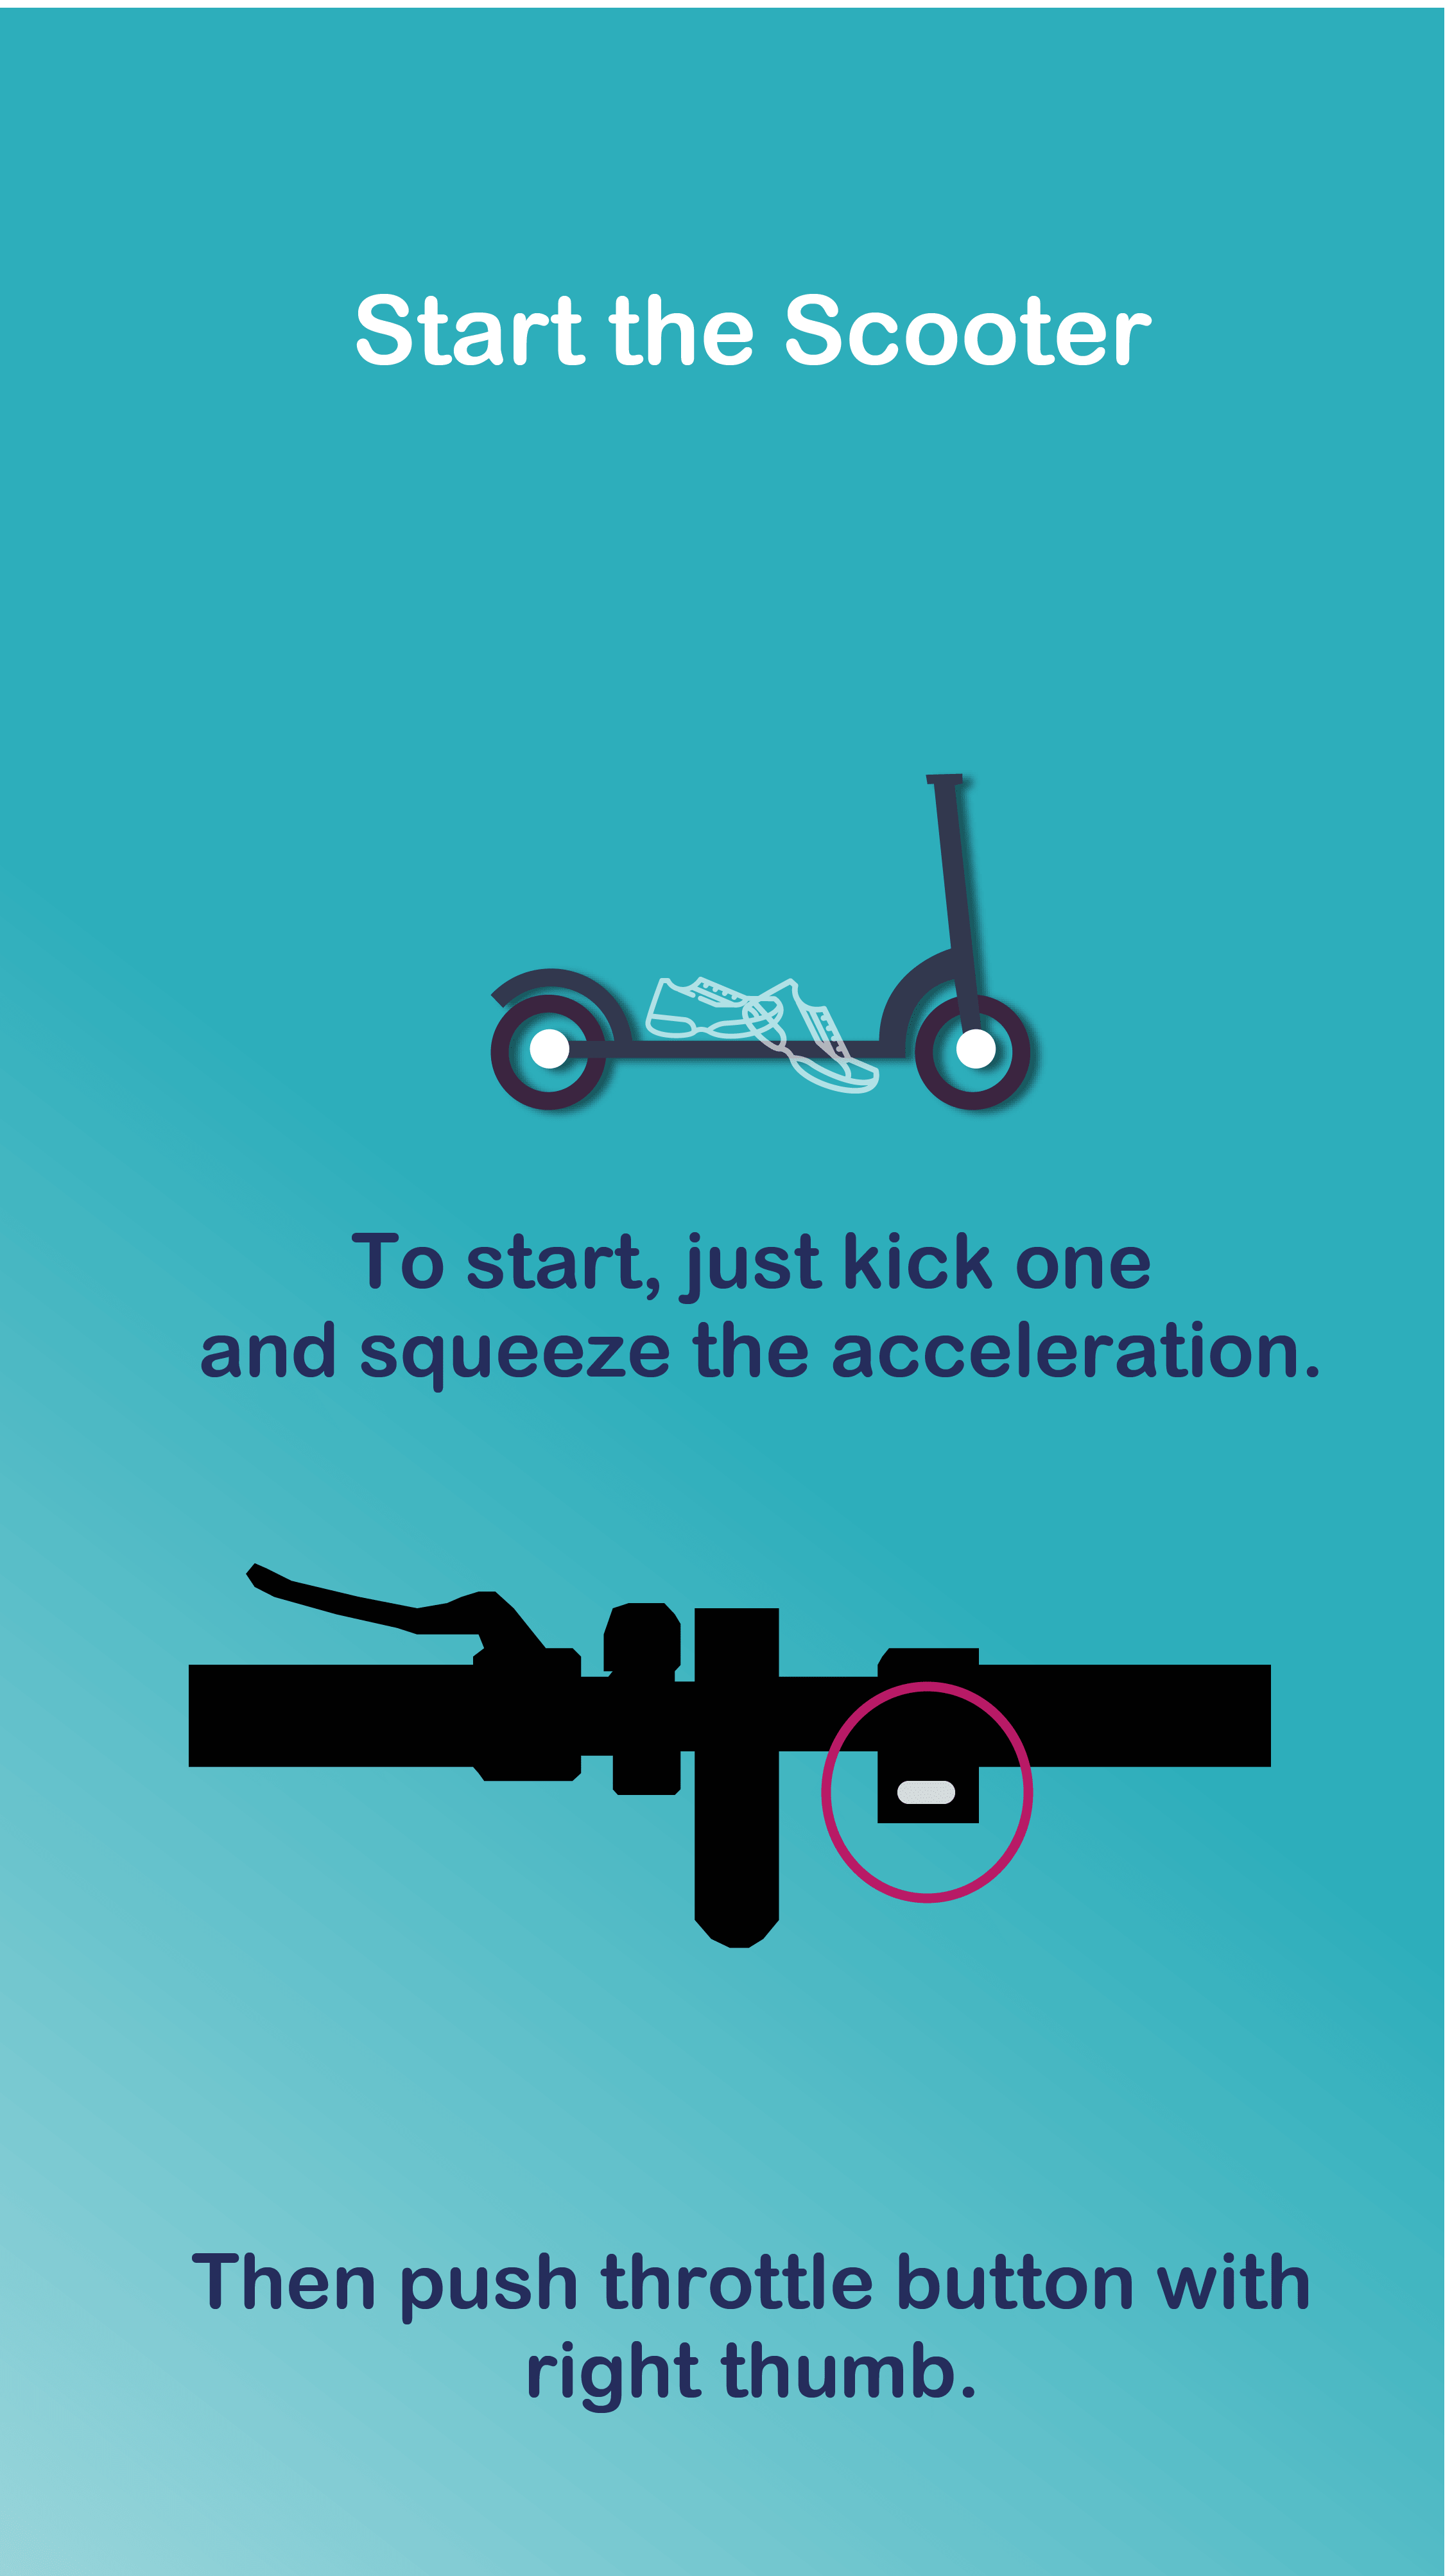 Start the Scooter
To start, just kick one
and squeeze the acceleration.
Then push throttle button with
right thumb.